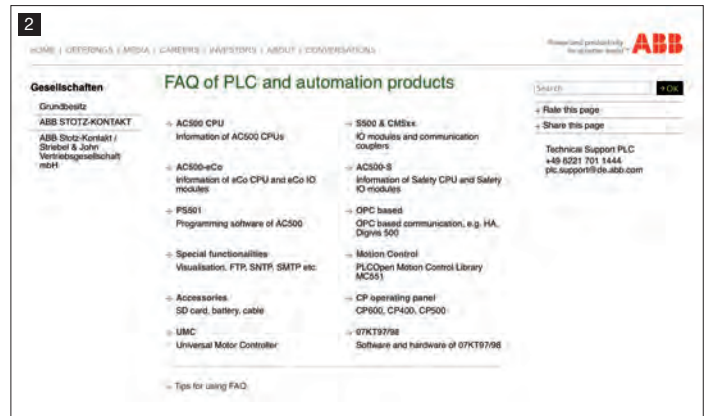 2
HOME | OFFERINGS | MEDIA | CAREERS | INVESTORS | ABOUT | CONVERSATIONS
Power and productivity
for a better world™
ABB
Gesellschaften
Grundbesitz
ABB STOTZ-KONTAKT
ABB Stotz-Kontakt /
Striebel & John
Vertriebsgesellschaft
mbH
FAQ of PLC and automation products
AC500 CPU
Information of AC500 CPUs
AC500-eCo
Information of eCo CPU and eCo IO
modules
PS501
Programming software of AC500
Special functionalities
Visualisation, FTP, SNTP, SMTP etc.
Accessories
SD card, battery, cable
UMC
Universal Motor Controller
S500 & CMSxx
IO modules and communication
couplers
AC500-S
Information of Safety CPU and Safety
IO modules
OPC based
OPC based communication, e.g. HA,
Digivis 500
Motion Control
PLCOpen Motion Control Library
MC551
CP operating panel
CP600, CP400, CP500
07KT97/98
Software and hardware of 07KT97/98
Tips for using FAQ
Search
OK
Rate this page
Share this page
Technical Support PLC
+49 6221 701 1444
plc.support@de.abb.com